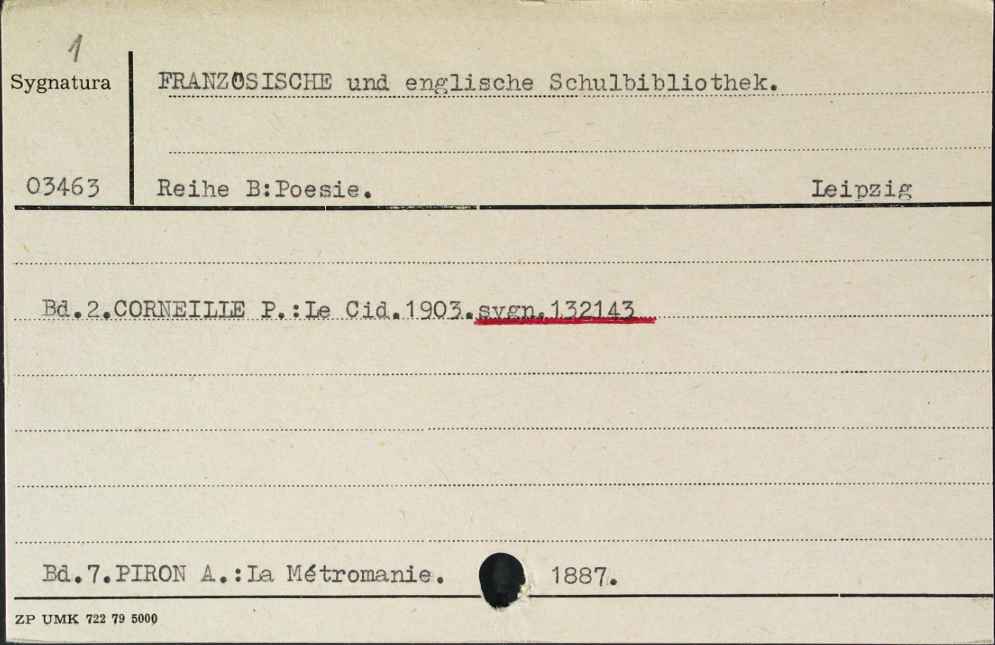 1
Sygnatura FRANZÖSISCHE und englische Schulbibliothek.
03463 Reihe B:Poesie. Leipzig
Bd.2.CORNEILLE P.:Le Cid.1903.sygn.132143
Bd.7.PIRON A.:La Métromanie. 1887.
ZP UMK 722 79 5000